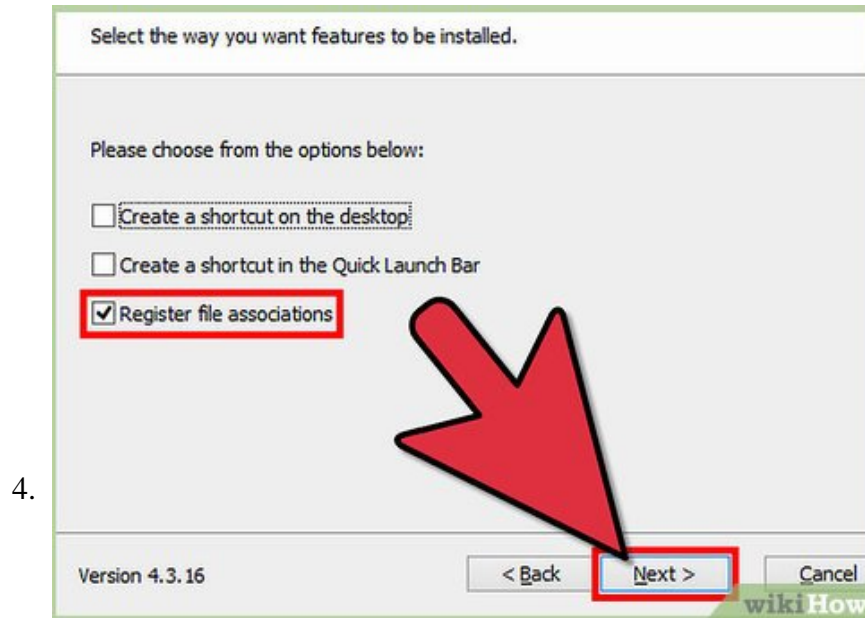 Select the way you want features to be installed.
Please choose from the options below:
Create a shortcut on the desktop
Create a shortcut in the Quick Launch Bar
Register file associations
4.
Version 4.3.16 < Back Next > Cancel
wikiHow